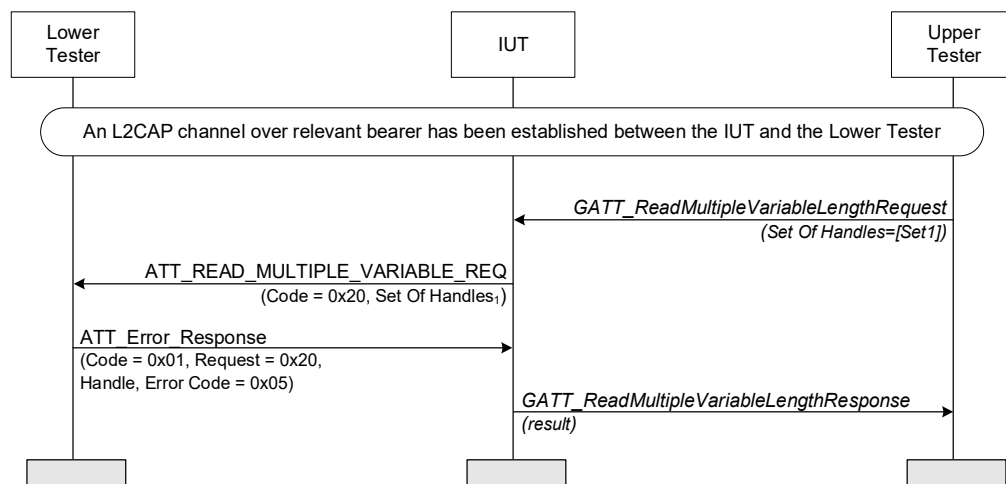 Lower
Tester
IUT
Upper
Tester
An L2CAP channel over relevant bearer has been established between the IUT and the Lower Tester
GATT_ReadMultipleVariableLengthRequest
(Set Of Handles=[Set1])
ATT_READ_MULTIPLE_VARIABLE_REQ
(Code = 0x20, Set Of Handles₁)
ATT_Error_Response
(Code = 0x01, Request = 0x20,
Handle, Error Code = 0x05)
GATT_ReadMultipleVariableLengthResponse
(result)